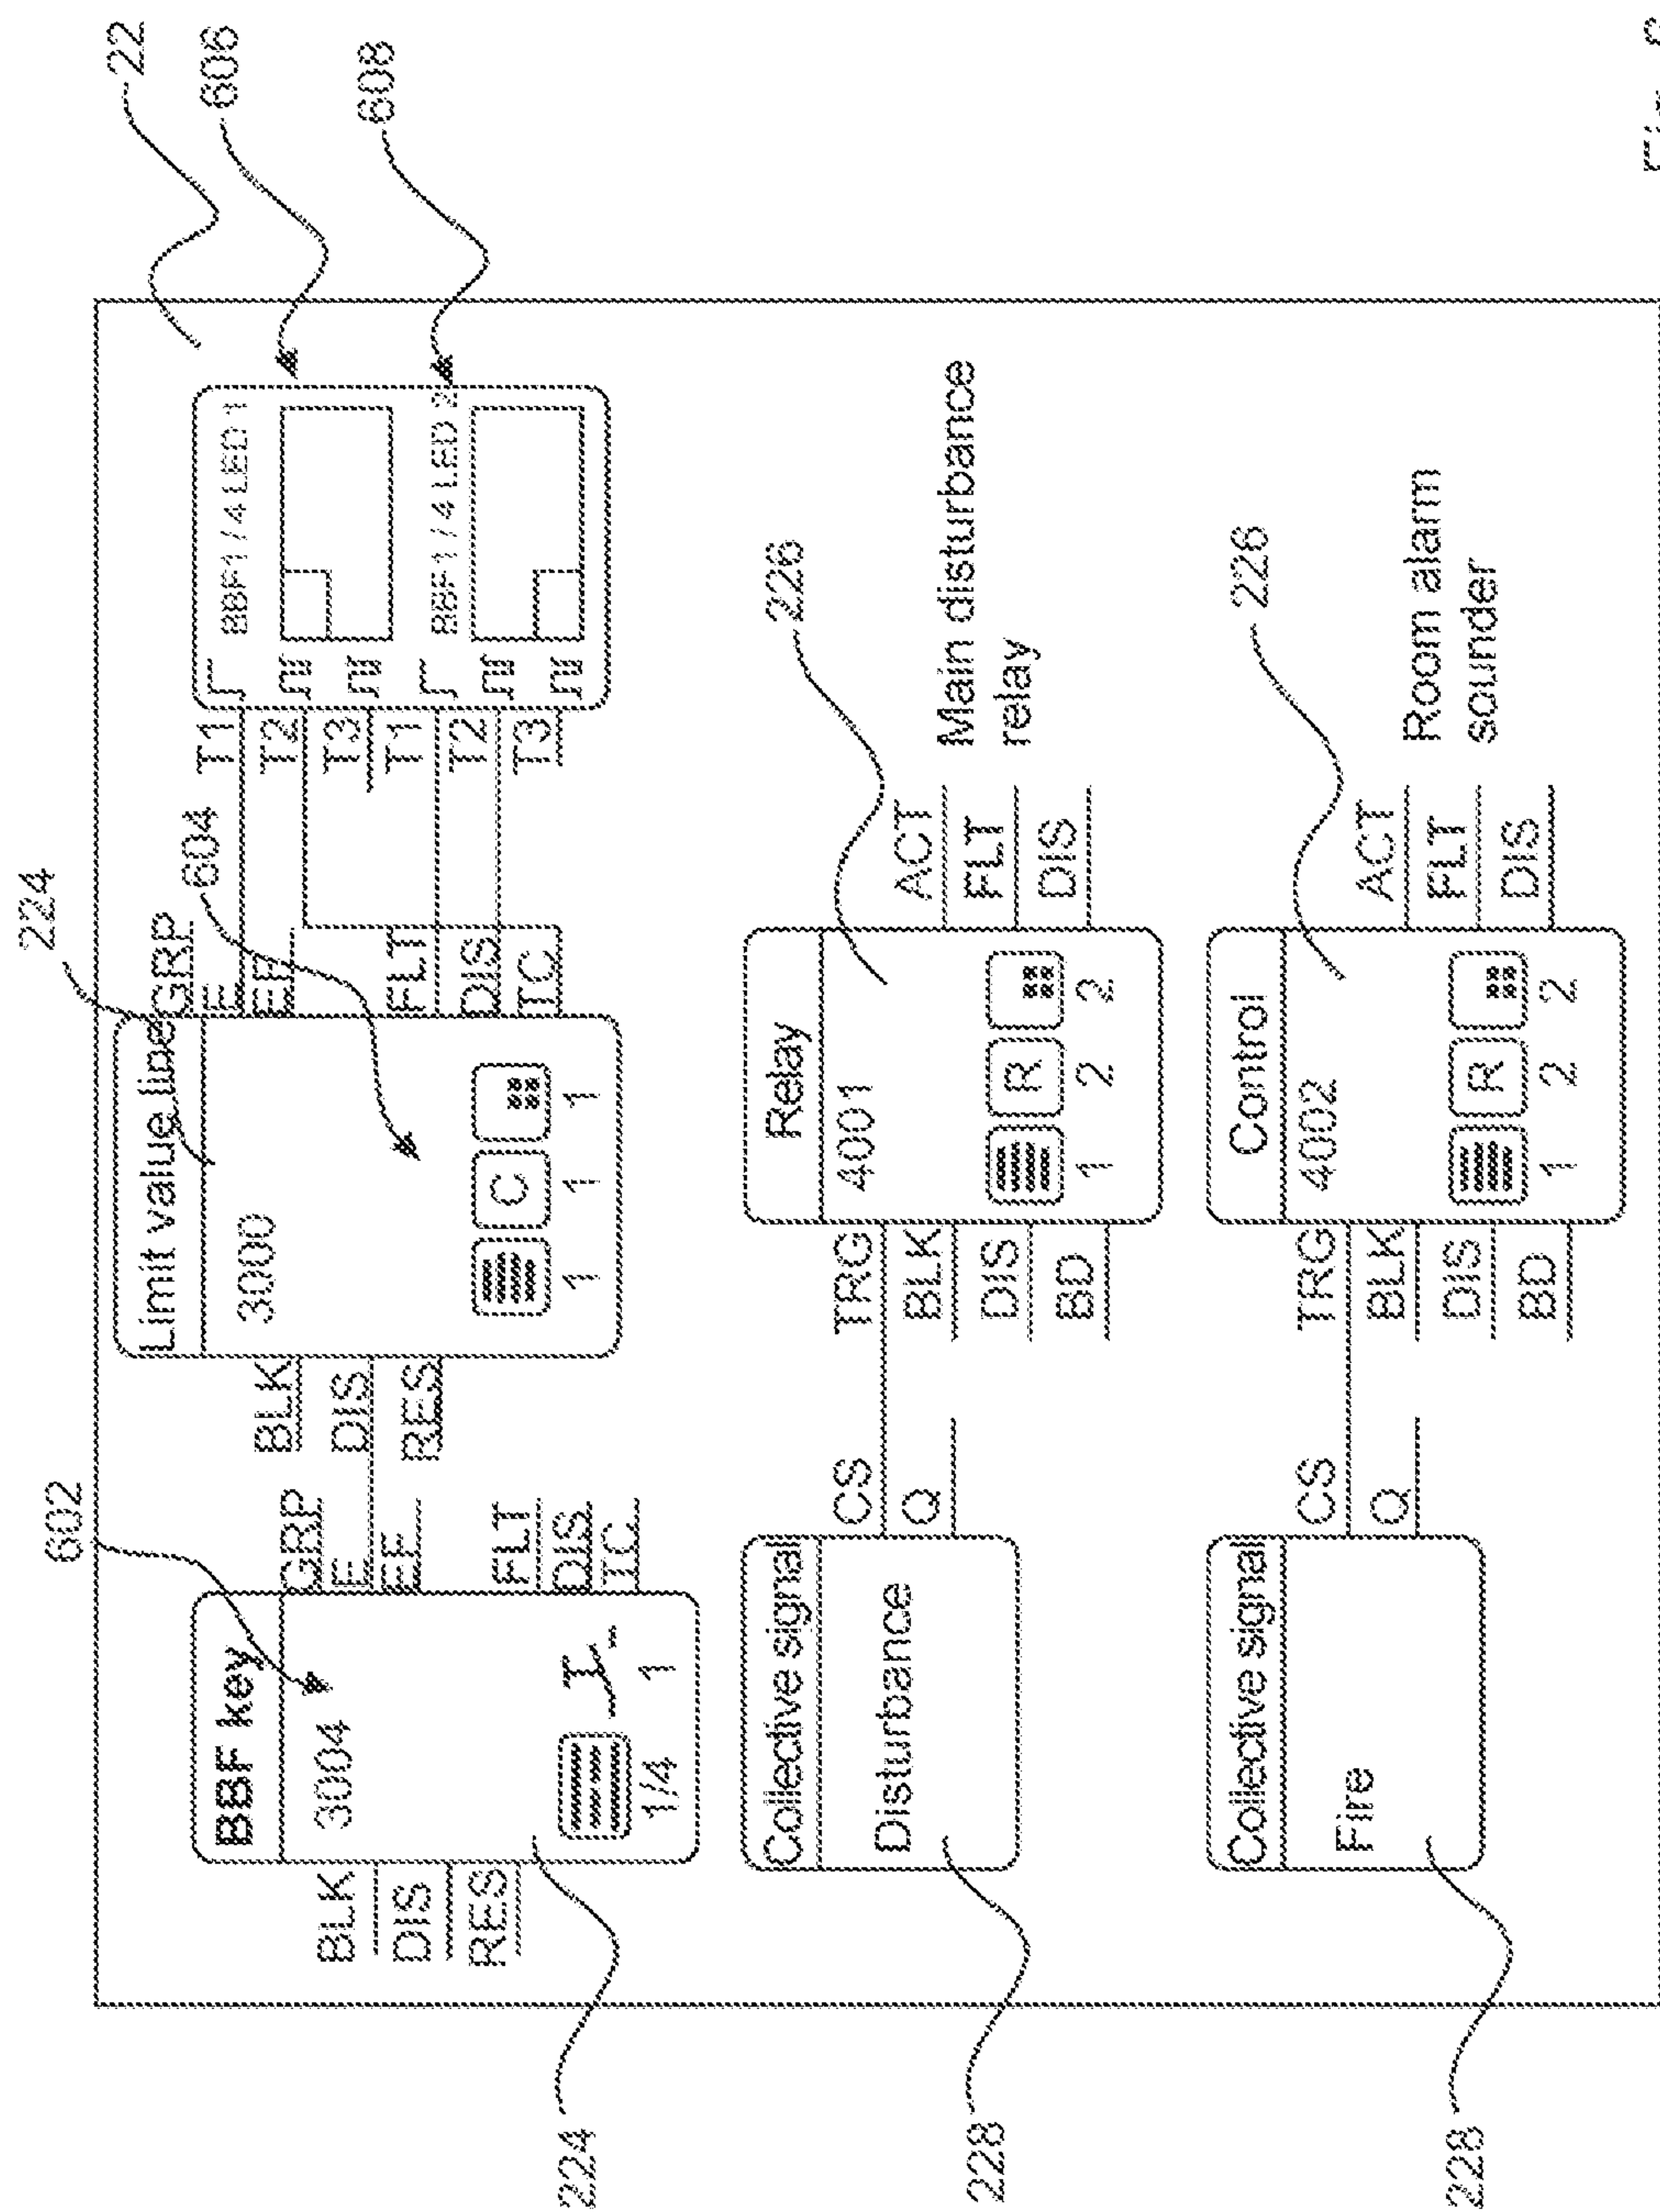 22
606
608
224
604
602
BBF key
3004
1/4 1
BLK
DIS
RES
GRP
E
EF
FLT
DIS
TC
Limit value line
3000
C
1 1 1
BLK
DIS
RES
GRP
E
EF
FLT
DIS
TC
T1
T2
T3
T1
T2
T3
BBF1 / 4 LED 1
BBF1 / 4 LED 2
224
Collective signal
Disturbance
CS
Q
228
TRG
BLK
DIS
BD
Relay
4001
R
1 2 2
ACT
FLT
DIS
226
Main disturbance
relay
Collective signal
Fire
CS
Q
228
TRG
BLK
DIS
BD
Control
4002
R
1 2 2
ACT
FLT
DIS
226
Room alarm
sounder